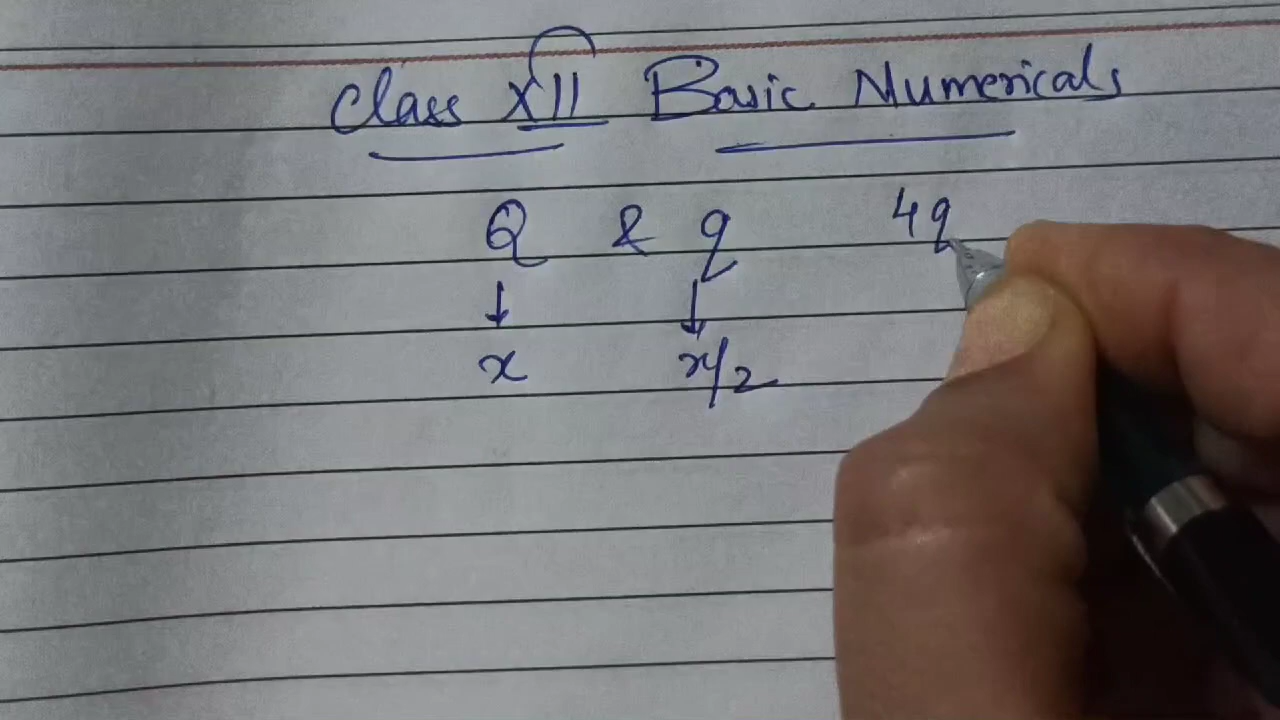 Class XII Basic Numericals
Q & q 4q
↓ ↓
x x/2